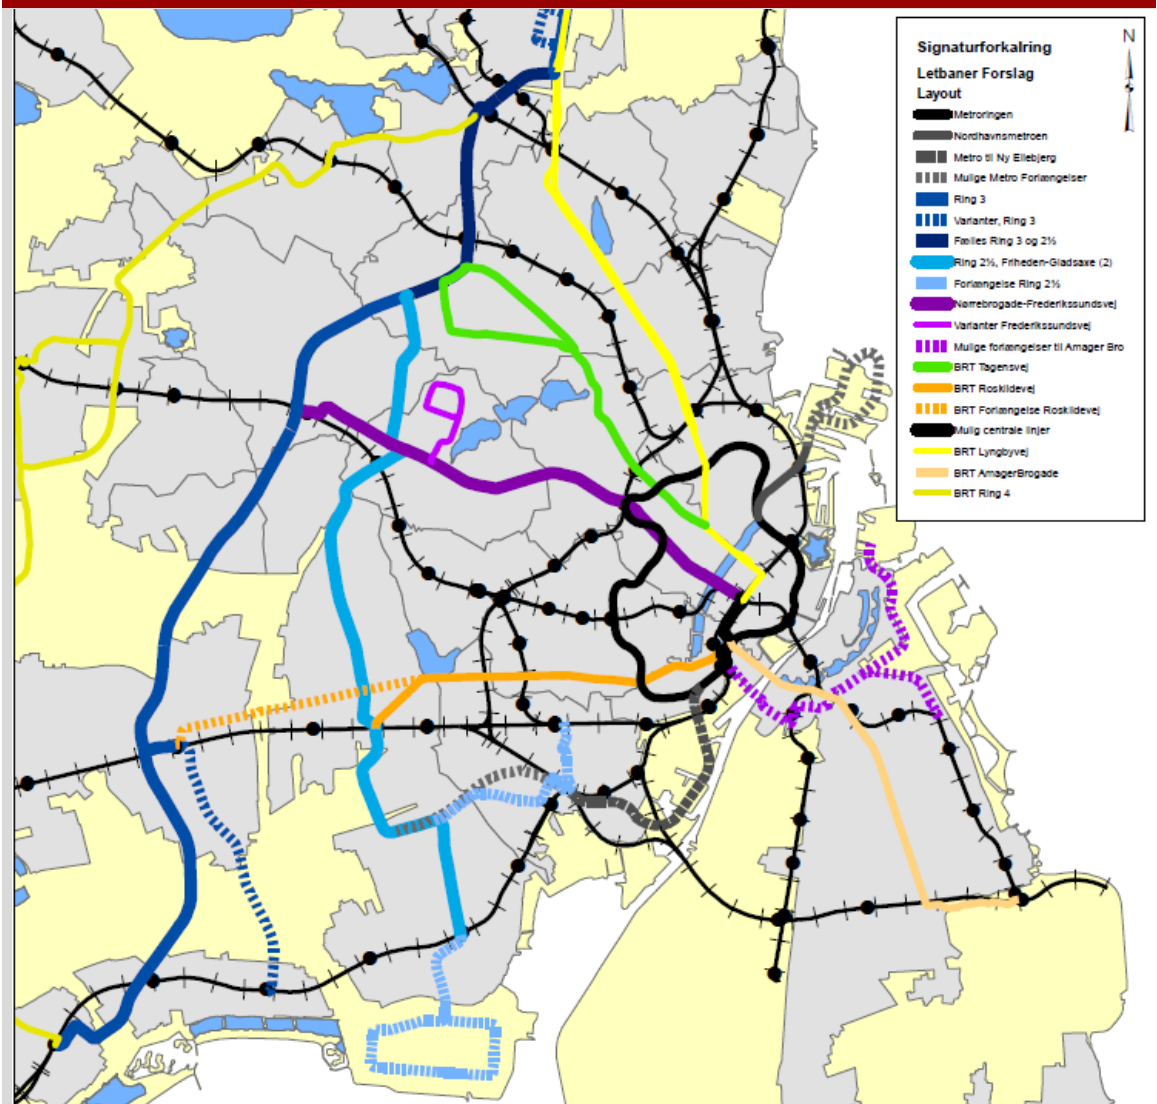 N
Signaturforkalring
Letbaner Forslag
Layout
Metroringen
Nordhavnsmetroen
Metro til Ny Ellebjerg
Mulige Metro Forlængelser
Ring 3
Varianter, Ring 3
Fælles Ring 3 og 2½
Ring 2½, Friheden-Gladsaxe (2)
Forlængelse Ring 2½
Nørrebrogade-Frederikssundsvej
Varianter Frederikssundsvej
Mulige forlængelser til Amager Bro
BRT Tagensvej
BRT Roskildevej
BRT Forlængelse Roskildevej
Mulig centrale linjer
BRT Lyngbyvej
BRT AmagerBrogade
BRT Ring 4